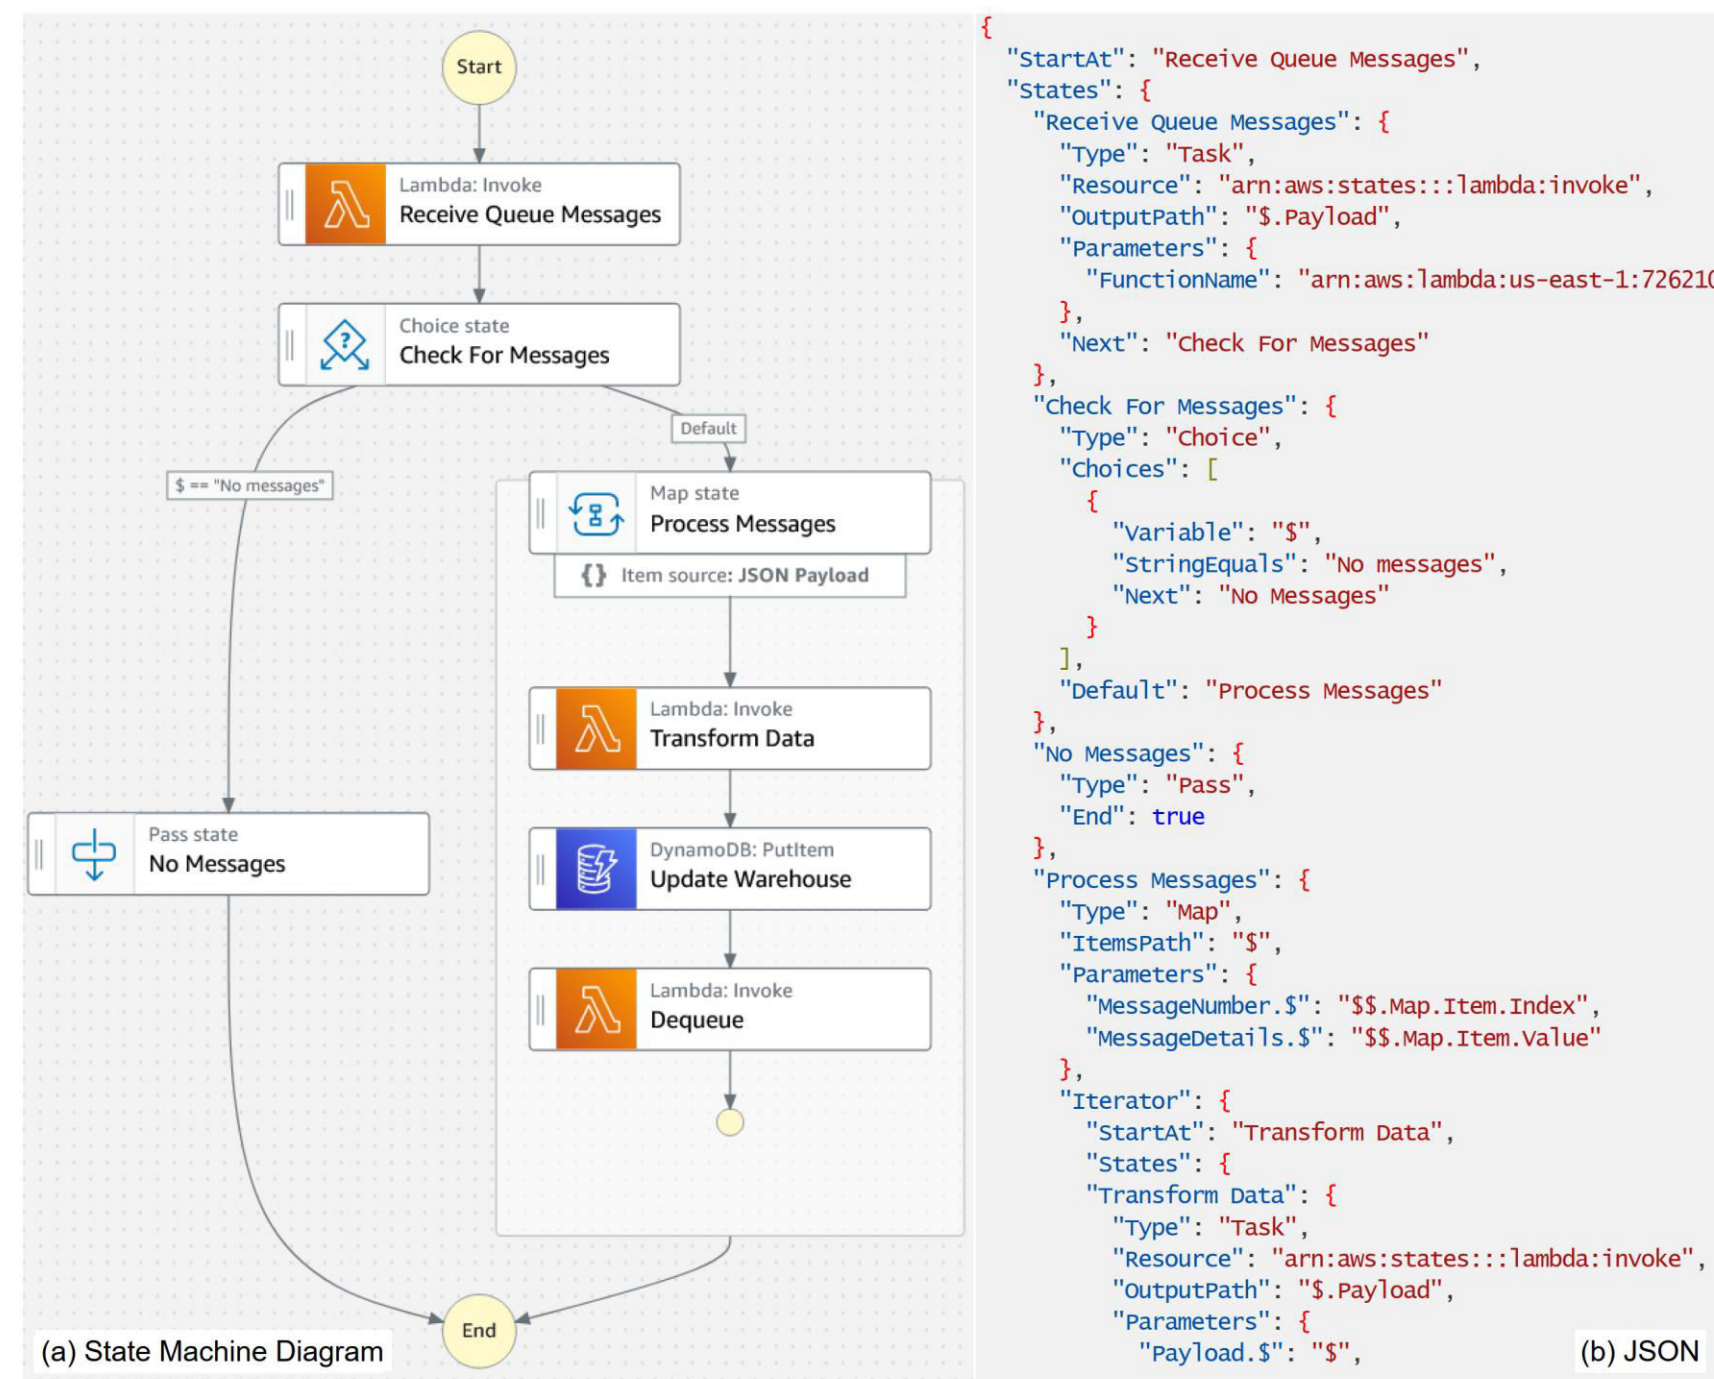 Start
Lambda: Invoke
Receive Queue Messages
Choice state
Check For Messages
Default
$ == "No messages"
Map state
Process Messages
{} Item source: JSON Payload
Lambda: Invoke
Transform Data
DynamoDB: PutItem
Update Warehouse
Pass state
No Messages
Lambda: Invoke
Dequeue
End
(a) State Machine Diagram
{
"StartAt": "Receive Queue Messages",
"States": {
"Receive Queue Messages": {
"Type": "Task",
"Resource": "arn:aws:states:::lambda:invoke",
"OutputPath": "$.Payload",
"Parameters": {
"FunctionName": "arn:aws:lambda:us-east-1:726210
},
"Next": "Check For Messages"
},
"Check For Messages": {
"Type": "Choice",
"Choices": [
{
"Variable": "$",
"StringEquals": "No messages",
"Next": "No Messages"
}
],
"Default": "Process Messages"
},
"No Messages": {
"Type": "Pass",
"End": true
},
"Process Messages": {
"Type": "Map",
"ItemsPath": "$",
"Parameters": {
"MessageNumber.$": "$$.Map.Item.Index",
"MessageDetails.$": "$$.Map.Item.Value"
},
"Iterator": {
"StartAt": "Transform Data",
"States": {
"Transform Data": {
"Type": "Task",
"Resource": "arn:aws:states:::lambda:invoke",
"OutputPath": "$.Payload",
"Parameters": {
"Payload.$": "$",
(b) JSON